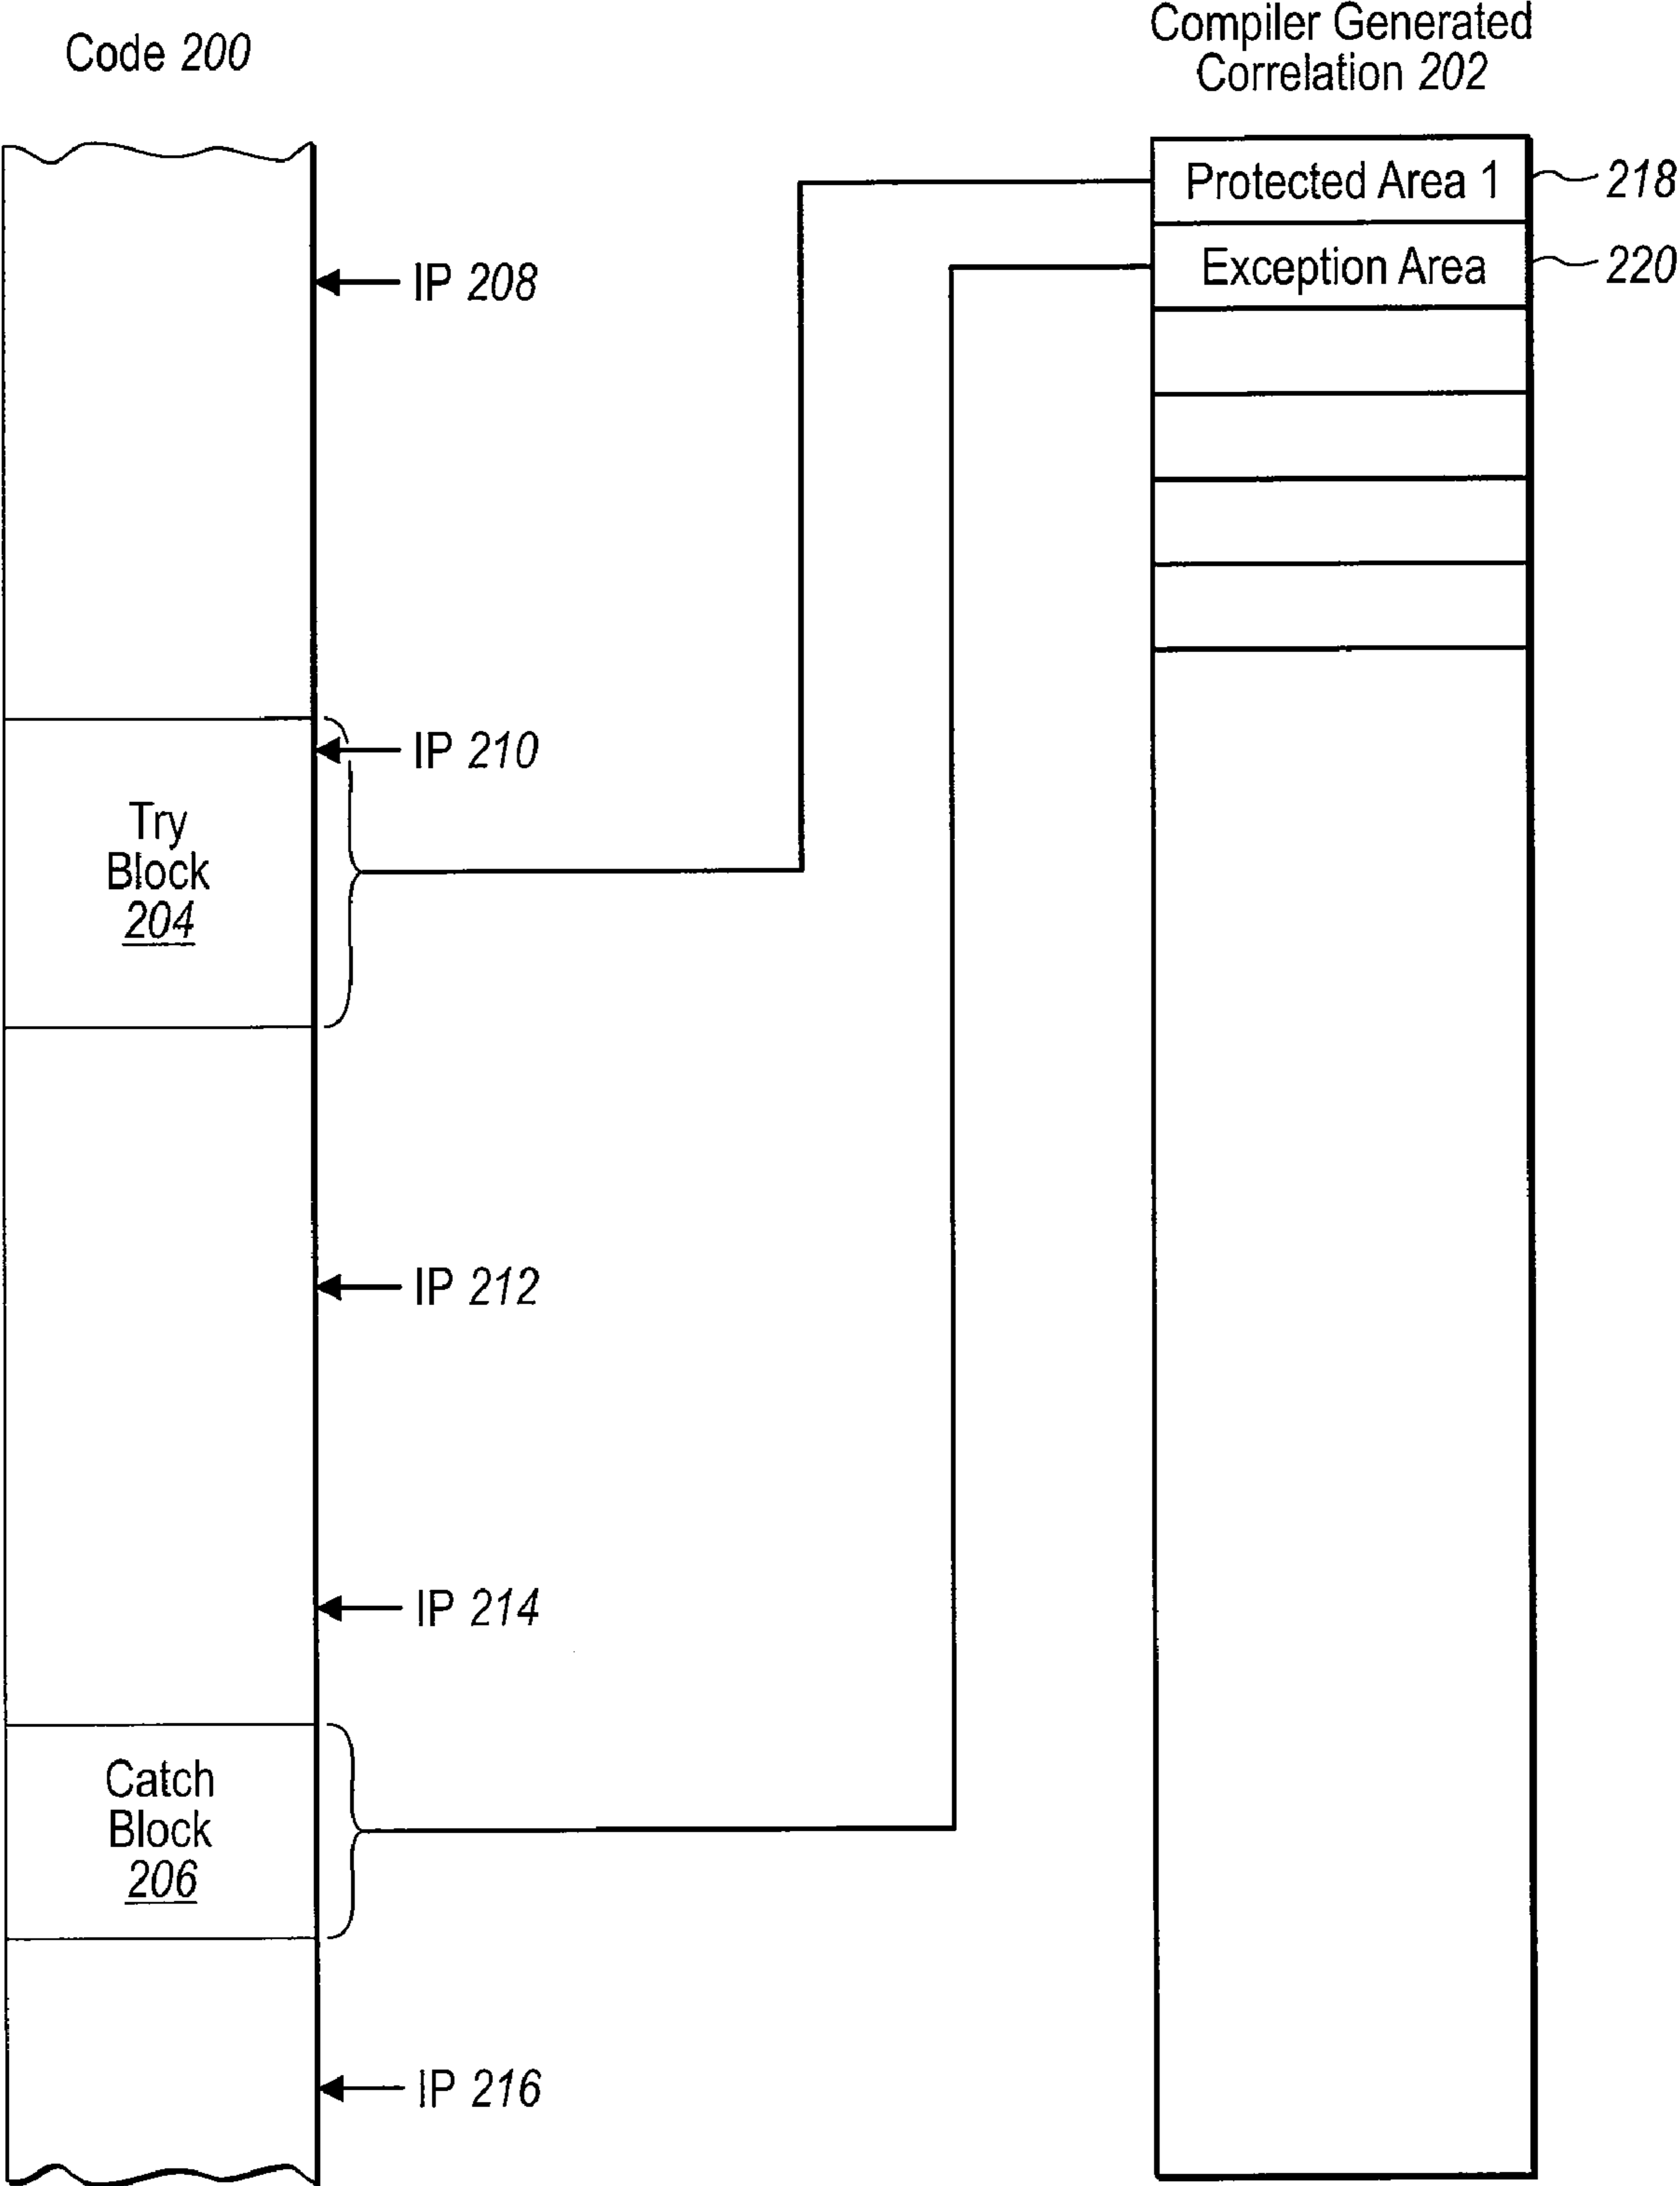 Code 200
Compiler Generated
Correlation 202
Protected Area 1
218
Exception Area
220
IP 208
IP 210
Try
Block
204
IP 212
IP 214
Catch
Block
206
IP 216